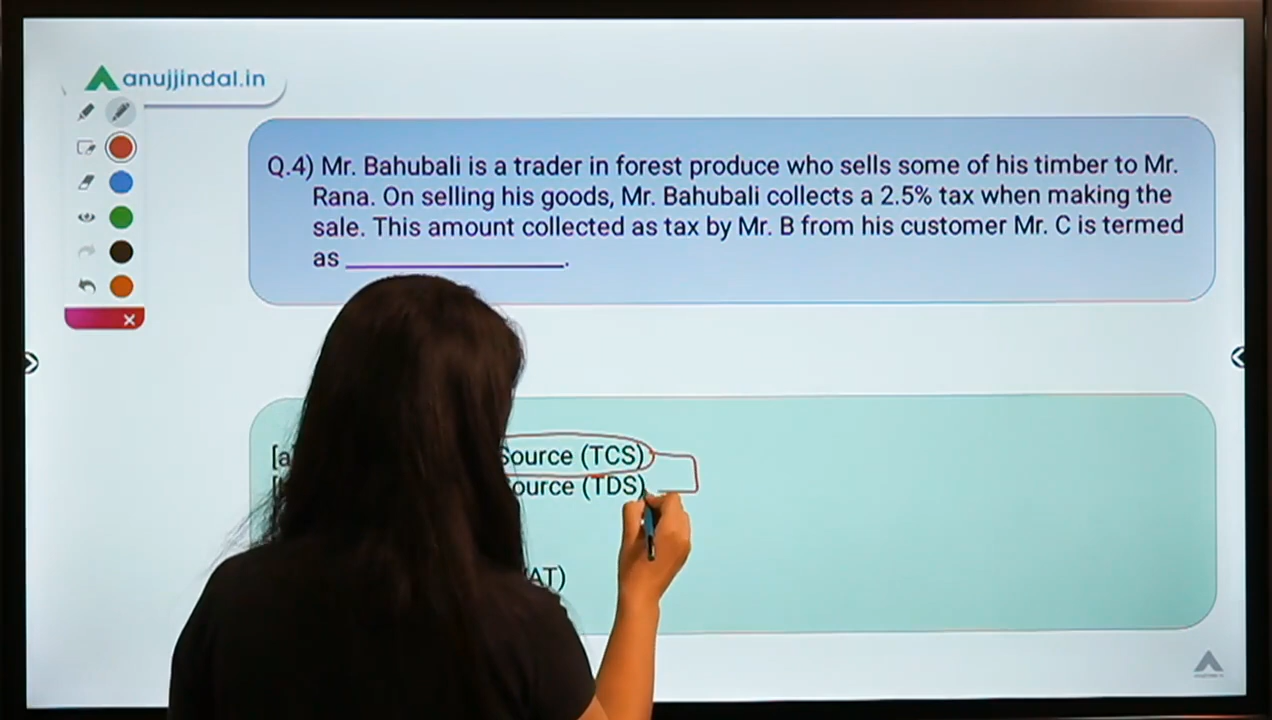 anujjindal.in
Q.4) Mr. Bahubali is a trader in forest produce who sells some of his timber to Mr.
Rana. On selling his goods, Mr. Bahubali collects a 2.5% tax when making the
sale. This amount collected as tax by Mr. B from his customer Mr. C is termed
as _______________.
[a
Source (TCS)
[
ource (TDS)
AT)